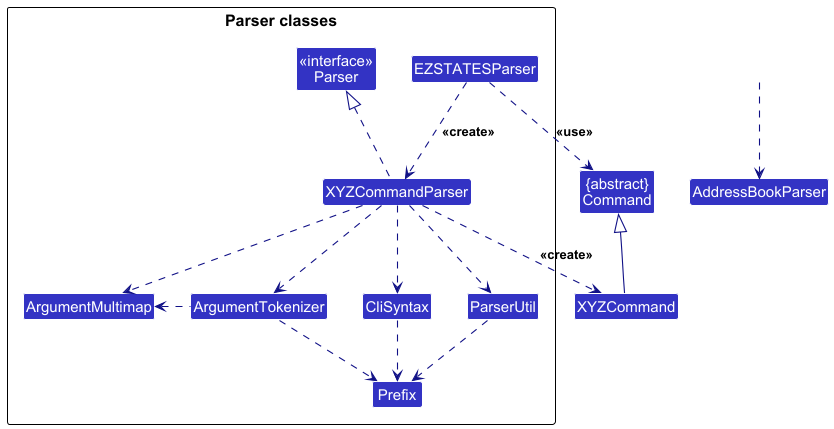 Parser classes
«interface»
Parser
EZSTATESParser
«create»
«use»
XYZCommandParser
{abstract}
Command
AddressBookParser
«create»
ArgumentMultimap
ArgumentTokenizer
CliSyntax
ParserUtil
XYZCommand
Prefix